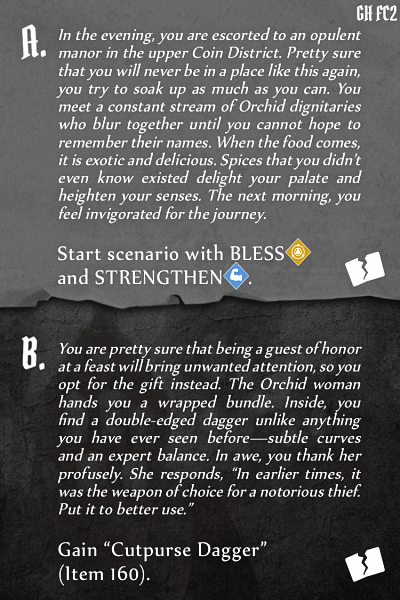 GH FC2
A.
In the evening, you are escorted to an opulent
manor in the upper Coin District. Pretty sure
that you will never be in a place like this again,
you try to soak up as much as you can. You
meet a constant stream of Orchid dignitaries
who blur together until you cannot hope to
remember their names. When the food comes,
it is exotic and delicious. Spices that you didn't
even know existed delight your palate and
heighten your senses. The next morning, you
feel invigorated for the journey.
Start scenario with BLESS
and STRENGTHEN.
B.
You are pretty sure that being a guest of honor
at a feast will bring unwanted attention, so you
opt for the gift instead. The Orchid woman
hands you a wrapped bundle. Inside, you
find a double-edged dagger unlike anything
you have ever seen before—subtle curves
and an expert balance. In awe, you thank her
profusely. She responds, “In earlier times, it
was the weapon of choice for a notorious thief.
Put it to better use.”
Gain “Cutpurse Dagger”
(Item 160).